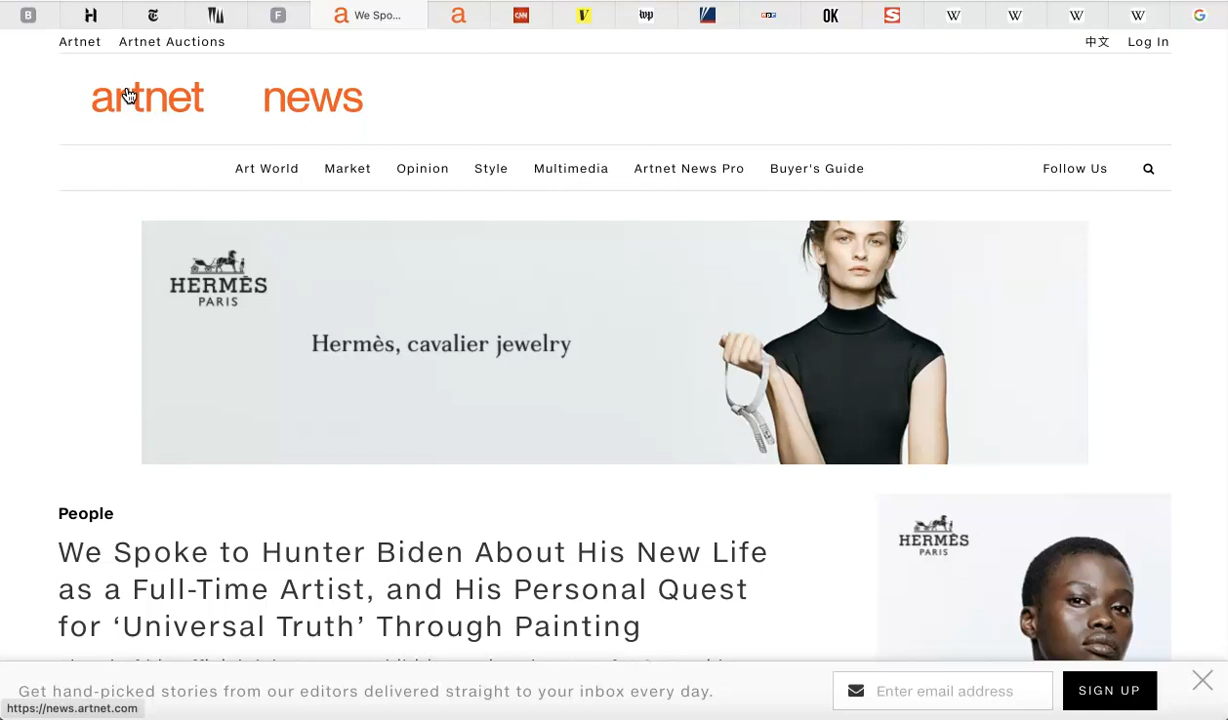 We Spo...
Artnet Artnet Auctions 中文 Log In
artnet news
Art World Market Opinion Style Multimedia Artnet News Pro Buyer's Guide Follow Us
HERMÈS
PARIS
Hermès, cavalier jewelry
People
We Spoke to Hunter Biden About His New Life
as a Full-Time Artist, and His Personal Quest
for ‘Universal Truth’ Through Painting
HERMÈS
PARIS
Get hand-picked stories from our editors delivered straight to your inbox every day.
Enter email address
SIGN UP
https://news.artnet.com